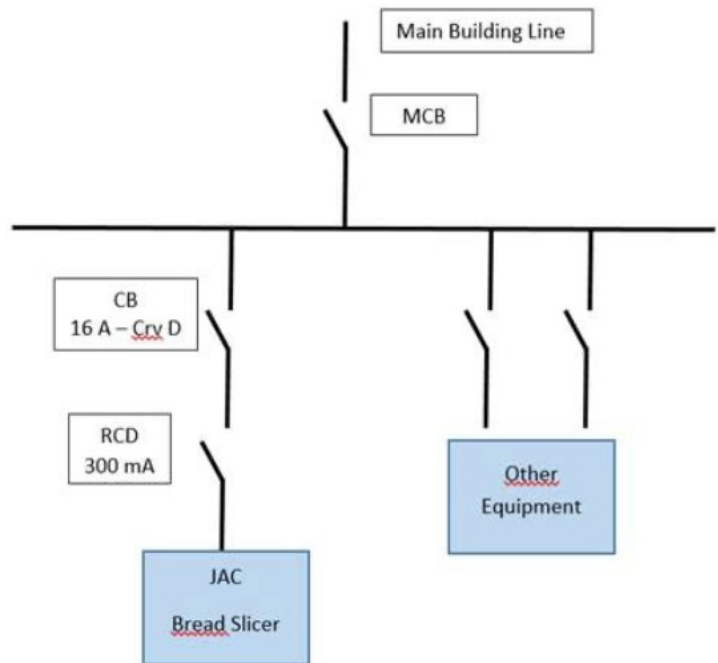 Main Building Line
MCB
CB
16 A – Crv D
RCD
300 mA
Other
Equipment
JAC
Bread Slicer